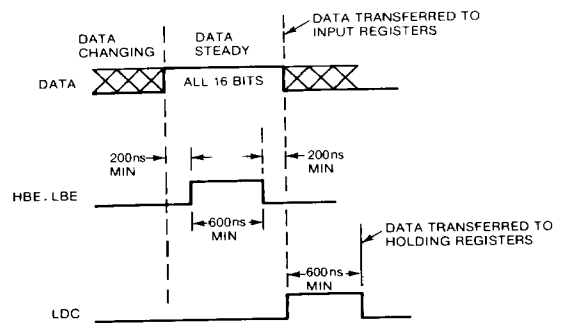 DATA TRANSFERRED TO
INPUT REGISTERS
DATA
CHANGING
DATA
STEADY
DATA
ALL 16 BITS
200ns
MIN
200ns
MIN
HBE, LBE
600ns
MIN
DATA TRANSFERRED TO
HOLDING REGISTERS
600ns
MIN
LDC